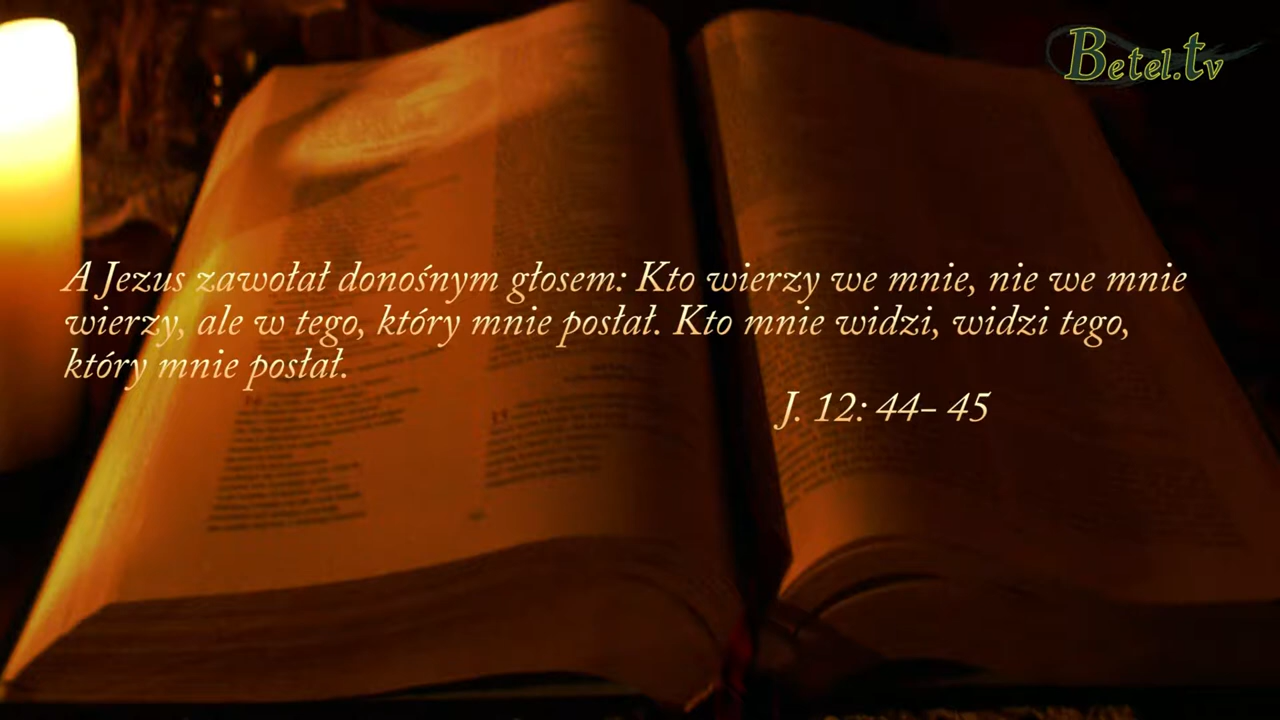 Betel.tv
A Jezus zawołał donośnym głosem: Kto wierzy we mnie, nie we mnie
wierzy, ale w tego, który mnie posłał. Kto mnie widzi, widzi tego,
który mnie posłał.
J. 12: 44- 45